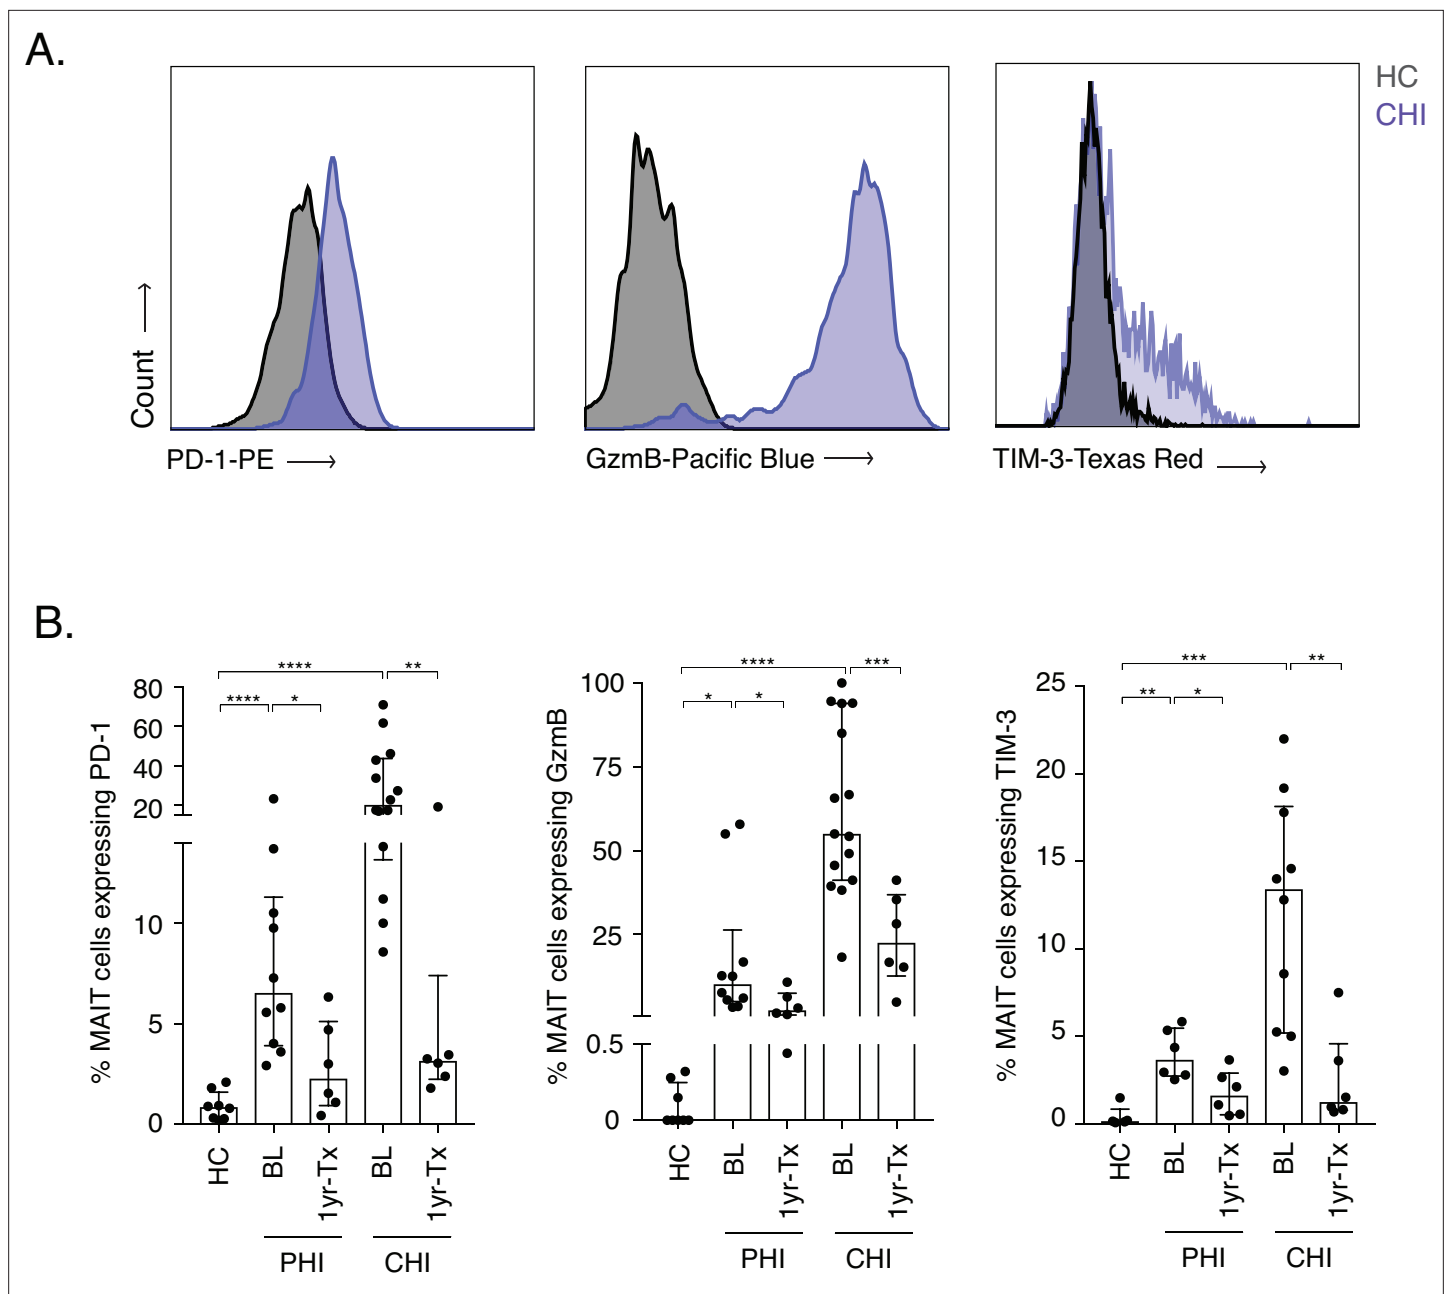 A.
HC
CHI
Count
PD-1-PE
GzmB-Pacific Blue
TIM-3-Texas Red
B.
% MAIT cells expressing PD-1
80
60
40
20
10
5
0
****
**
****
*
HC
BL
1yr-Tx
BL
1yr-Tx
PHI
CHI
% MAIT cells expressing GzmB
100
75
50
25
0.5
0
****
***
*
*
HC
BL
1yr-Tx
BL
1yr-Tx
PHI
CHI
% MAIT cells expressing TIM-3
25
20
15
10
5
0
***
**
**
*
HC
BL
1yr-Tx
BL
1yr-Tx
PHI
CHI